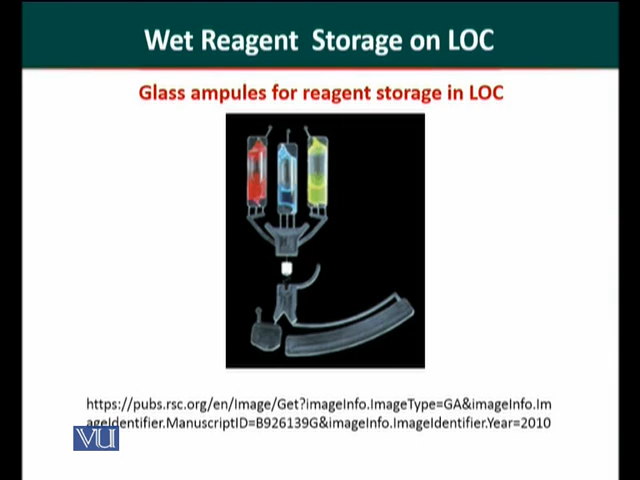 Wet Reagent Storage on LOC
Glass ampules for reagent storage in LOC
https://pubs.rsc.org/en/Image/Get?imageInfo.ImageType=GA&imageInfo.Im
ageIdentifier.ManuscriptID=B926139G&imageInfo.ImageIdentifier.Year=2010
VU